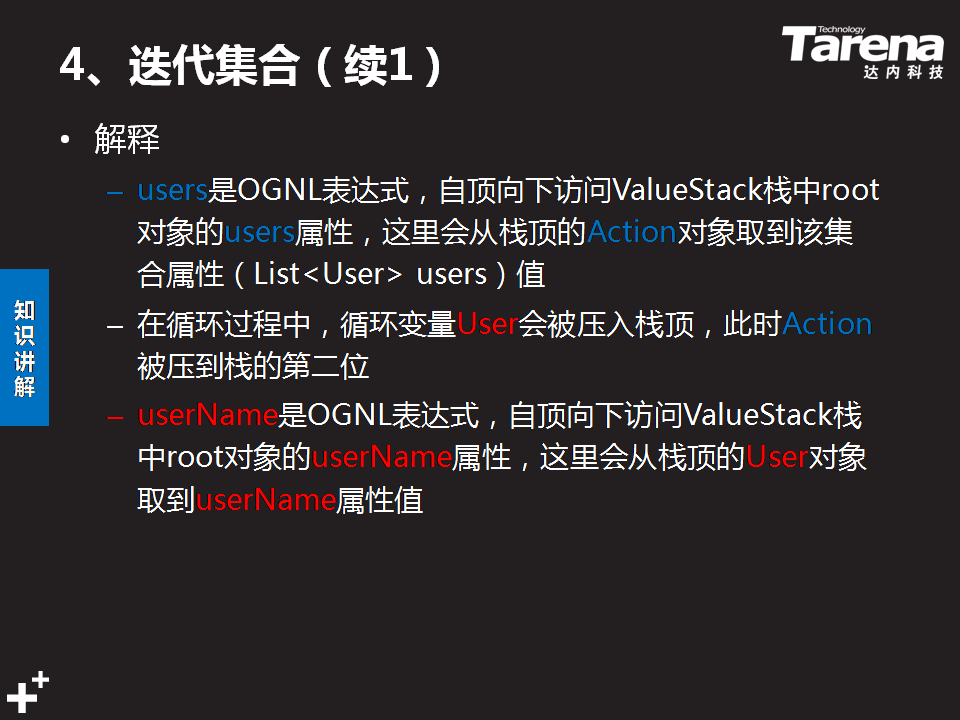 4、迭代集合（续1）
Technology
Tarena
达内科技
• 解释
– users是OGNL表达式，自顶向下访问ValueStack栈中root
对象的users属性，这里会从栈顶的Action对象取到该集
合属性（List<User> users）值
– 在循环过程中，循环变量User会被压入栈顶，此时Action
被压到栈的第二位
– userName是OGNL表达式，自顶向下访问ValueStack栈
中root对象的userName属性，这里会从栈顶的User对象
取到userName属性值
知
识
讲
解